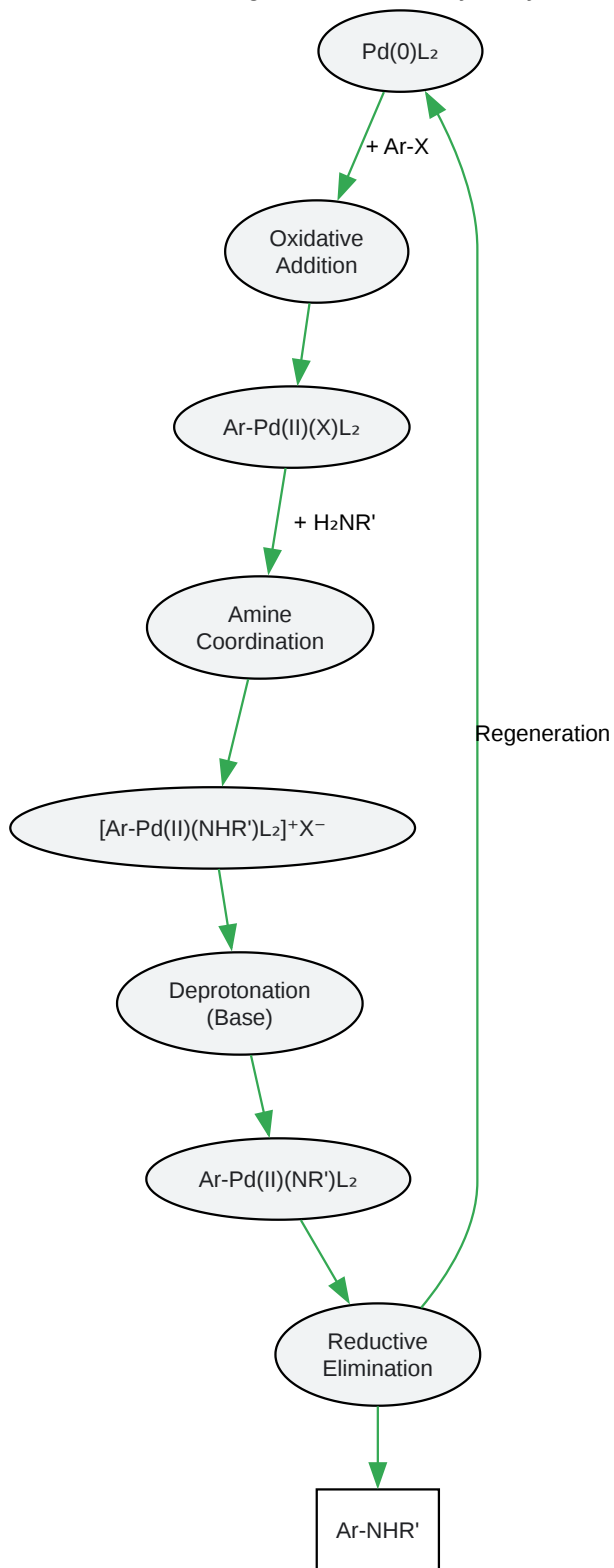 Pd(0)L₂
+ Ar-X
Oxidative
Addition
Ar-Pd(II)(X)L₂
+ H₂NR'
Amine
Coordination
Regeneration
[Ar-Pd(II)(NHR')L₂]⁺X⁻
Deprotonation
(Base)
Ar-Pd(II)(NR')L₂
Reductive
Elimination
Ar-NHR'